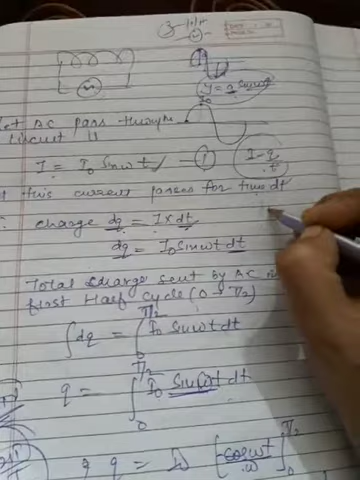 y = a sinωt
Let AC pass through
circuit
I = I₀ sinωt — ①
I = q/t
this current passes for time dt
charge dq = I × dt
dq = I₀ sinωt dt
Total charge sent by AC
first Half cycle (0 → T/2)
∫dq = ∫₀^{T/2} I₀ sinωt dt
q = ∫₀^{T/2} I₀ sinωt dt
q = I₀ [-cosωt/ω]₀^{T/2}